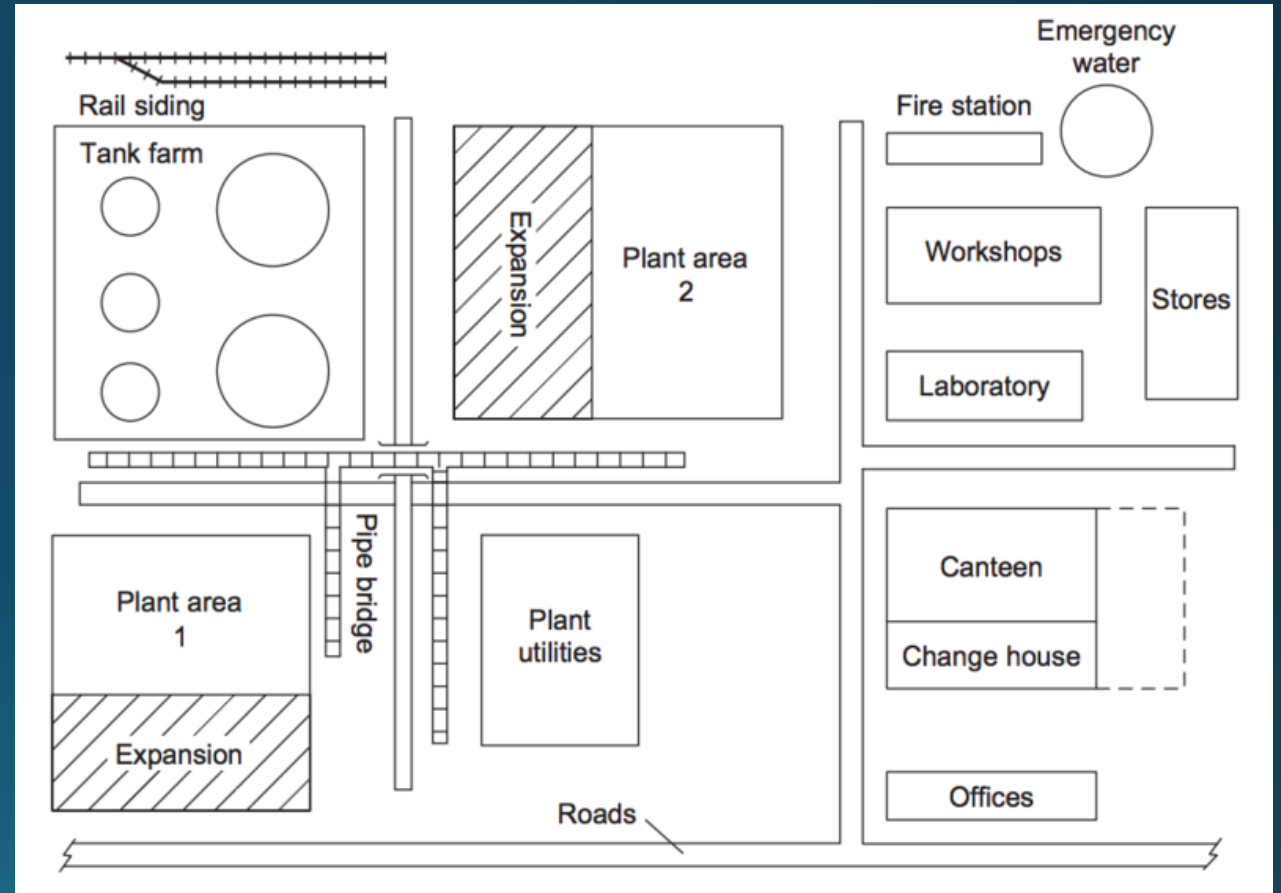 Emergency
water
Rail siding
Fire station
Tank farm
Expansion
Plant area
2
Workshops
Stores
Laboratory
Pipe bridge
Plant area
1
Expansion
Plant
utilities
Canteen
Change house
Offices
Roads